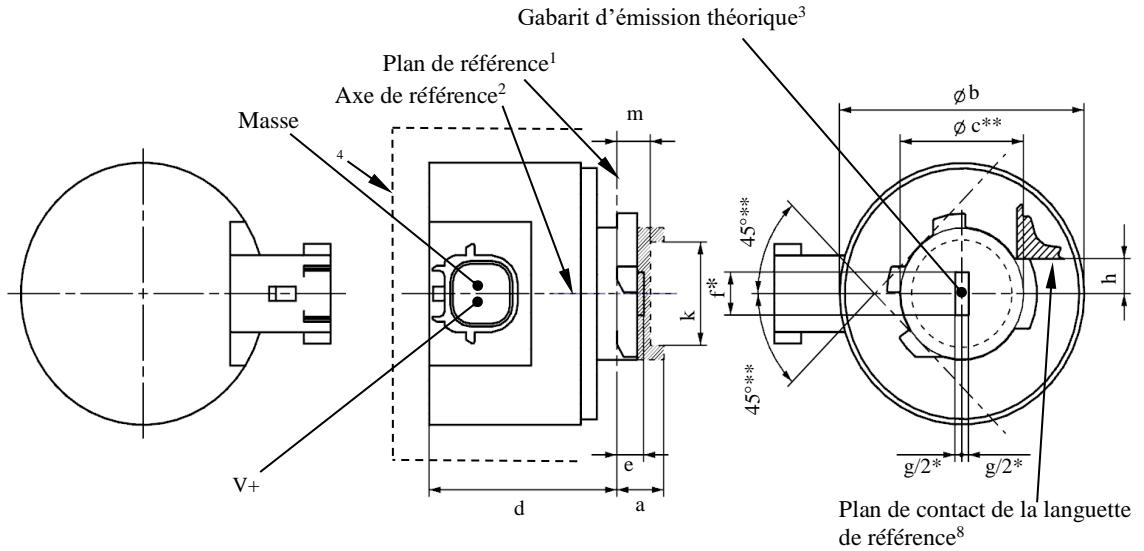 Gabarit d’émission théorique³
Plan de référence¹
Axe de référence²
Masse
4
m
ø b
ø c**
45°**
45°**
f*
k
h
e
g/2*
g/2*
V+
d
a
Plan de contact de la languette
de référence⁸